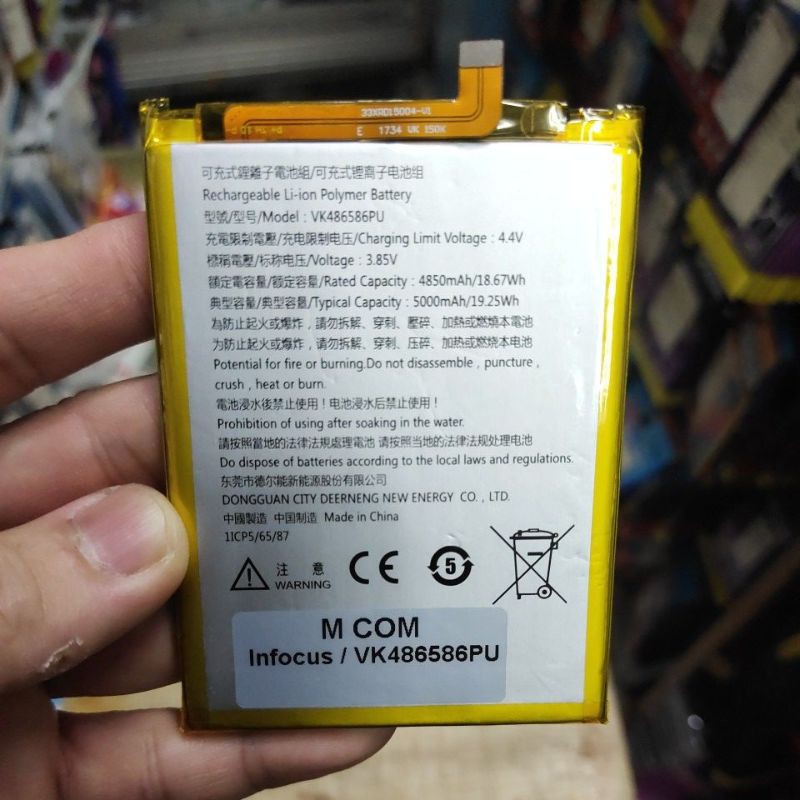 33XRD15004-V1
E 1734 VK 150X
可充式鋰離子電池組/可充式锂离子电池组
Rechargeable Li-ion Polymer Battery
型號/型号/Model : VK486586PU
充電限制電壓/充电限制电压/Charging Limit Voltage : 4.4V
標稱電壓/标称电压/Voltage : 3.85V
額定電容量/额定容量/Rated Capacity : 4850mAh/18.67Wh
典型容量/典型容量/Typical Capacity : 5000mAh/19.25Wh
為防止起火或爆炸，請勿拆解、穿刺、壓碎、加熱或燃燒本電池
为防止起火或爆炸，请勿拆解、穿刺、压碎、加热或燃烧本电池
Potential for fire or burning.Do not disassemble , puncture ,
crush , heat or burn.
電池浸水後禁止使用！电池浸水后禁止使用！
Prohibition of using after soaking in the water.
請按照當地的法律法規處理電池 请按照当地的法律法规处理电池
Do dispose of batteries according to the local laws and regulations.
东莞市德尔能新能源股份有限公司
DONGGUAN CITY DEERNENG NEW ENERGY CO. , LTD.
中國製造 中国制造 Made in China
1ICP5/65/87
注 意
WARNING
CE
5
M COM
Infocus / VK486586PU